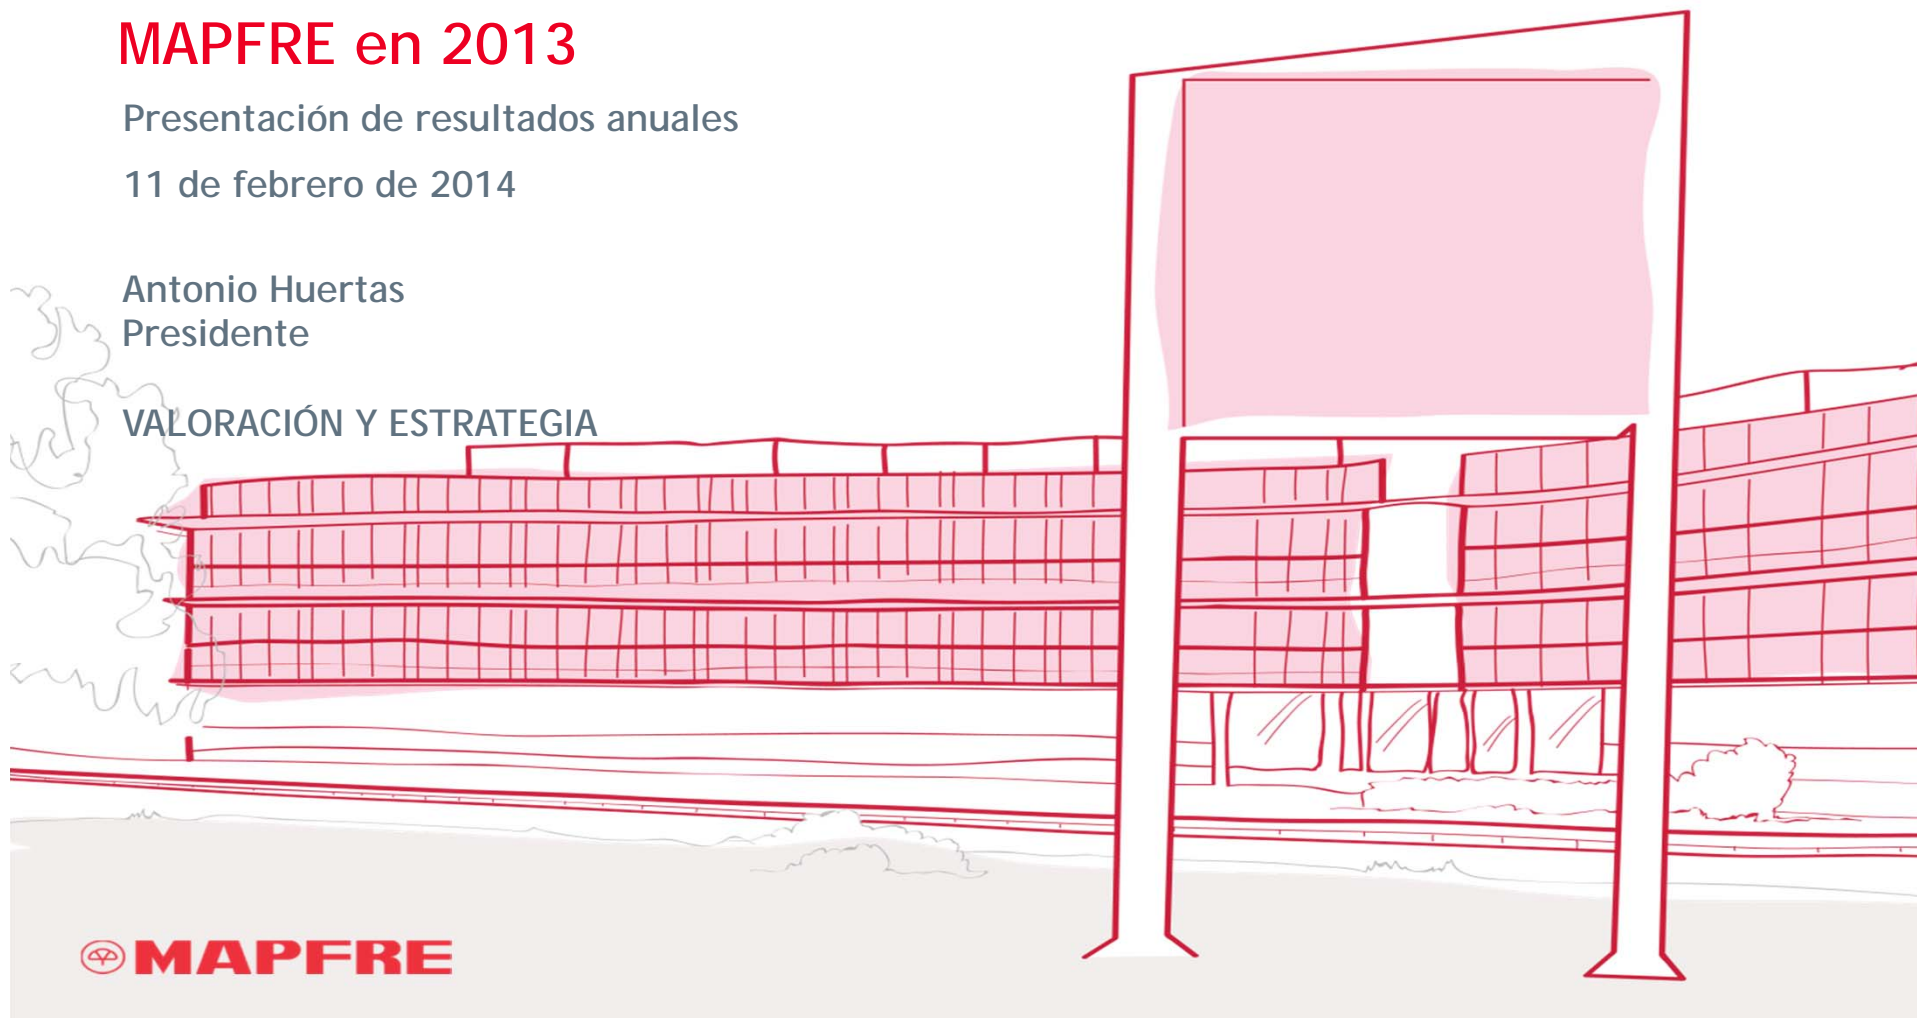 MAPFRE en 2013
Presentación de resultados anuales
11 de febrero de 2014
Antonio Huertas
Presidente
VALORACIÓN Y ESTRATEGIA
MAPFRE